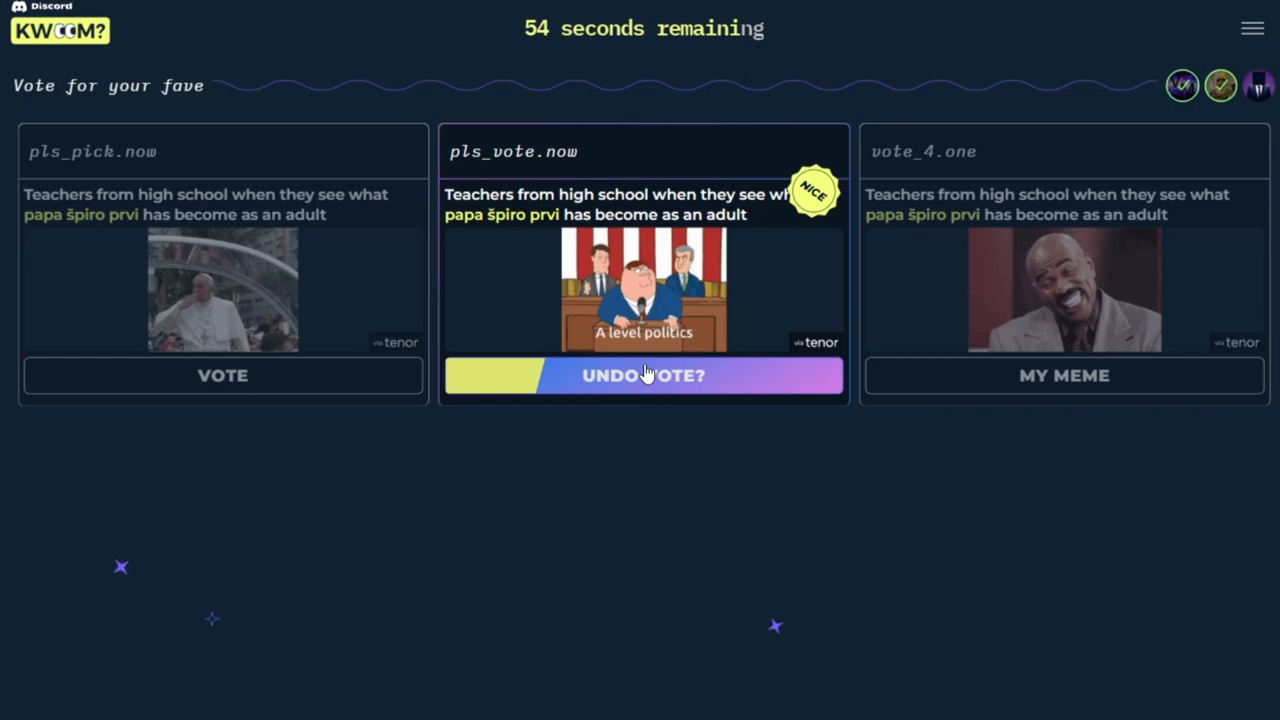 Discord
KWOOM?
54 seconds remaining
Vote for your fave
pls_pick.now
Teachers from high school when they see what
papa špiro prvi has become as an adult
via tenor
VOTE
pls_vote.now
Teachers from high school when they see wh
papa špiro prvi has become as an adult
NICE
A level politics
via tenor
UNDO VOTE?
vote_4.one
Teachers from high school when they see what
papa špiro prvi has become as an adult
via tenor
MY MEME